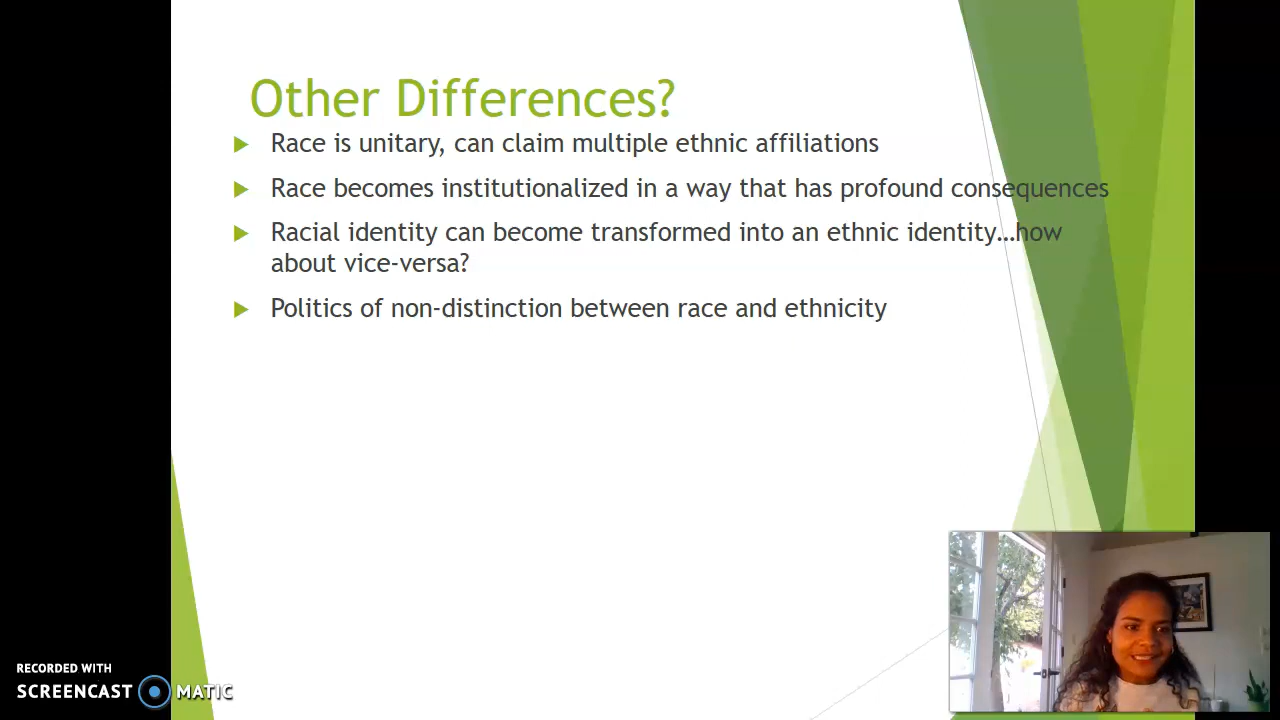 Other Differences?
Race is unitary, can claim multiple ethnic affiliations
Race becomes institutionalized in a way that has profound consequences
Racial identity can become transformed into an ethnic identity…how
about vice-versa?
Politics of non-distinction between race and ethnicity
RECORDED WITH
SCREENCAST MATIC